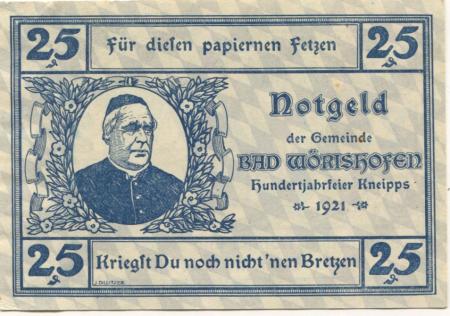 25 Für diesen papiernen Fetzen 25
Notgeld
der Gemeinde
BAD WÖRISHOFEN
Hundertjahrfeier Kneipps
1921
25 Kriegst Du noch nicht 'nen Bretzen 25
J. DILLITZER